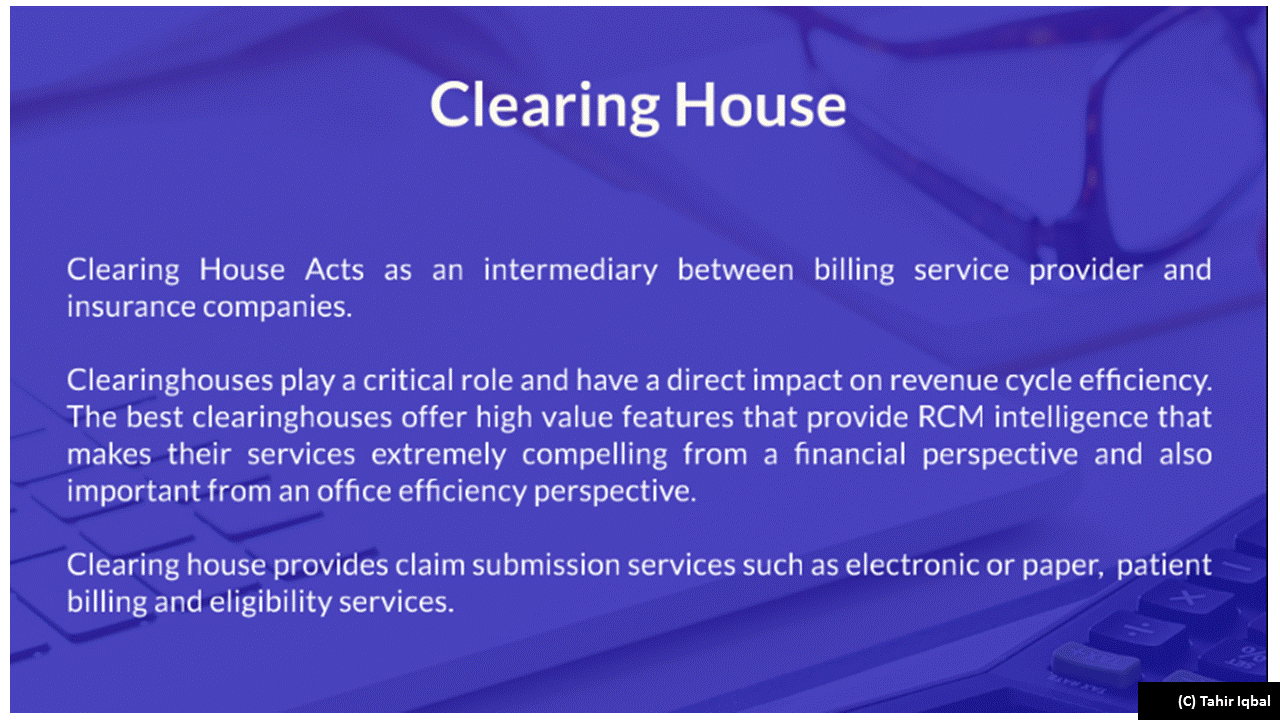 Clearing House
Clearing House Acts as an intermediary between billing service provider and
insurance companies.
Clearinghouses play a critical role and have a direct impact on revenue cycle efficiency.
The best clearinghouses offer high value features that provide RCM intelligence that
makes their services extremely compelling from a financial perspective and also
important from an office efficiency perspective.
Clearing house provides claim submission services such as electronic or paper, patient
billing and eligibility services.
(C) Tahir Iqbal